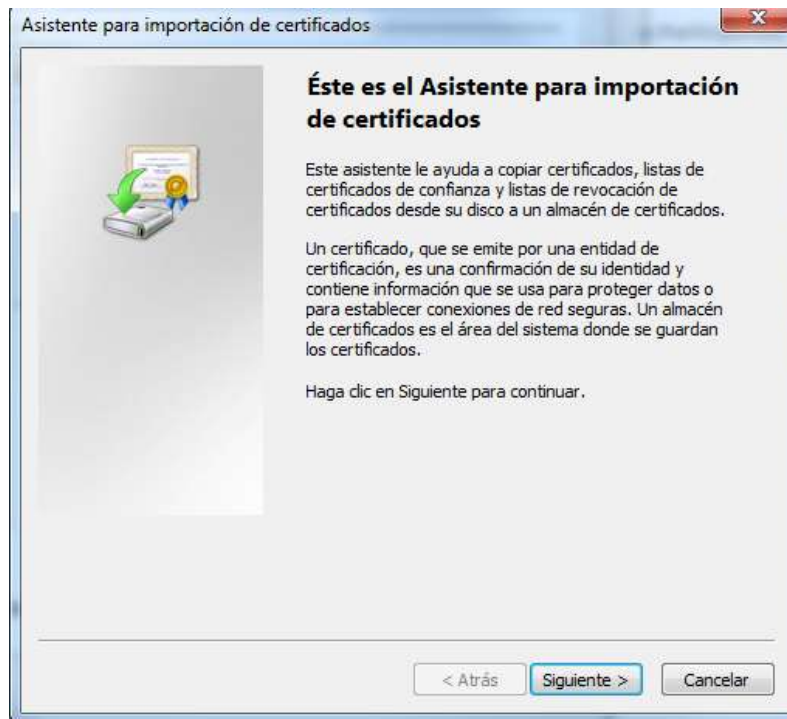 Asistente para importación de certificados
Éste es el Asistente para importación
de certificados
Este asistente le ayuda a copiar certificados, listas de
certificados de confianza y listas de revocación de
certificados desde su disco a un almacén de certificados.
Un certificado, que se emite por una entidad de
certificación, es una confirmación de su identidad y
contiene información que se usa para proteger datos o
para establecer conexiones de red seguras. Un almacén
de certificados es el área del sistema donde se guardan
los certificados.
Haga clic en Siguiente para continuar.
< Atrás
Siguiente >
Cancelar